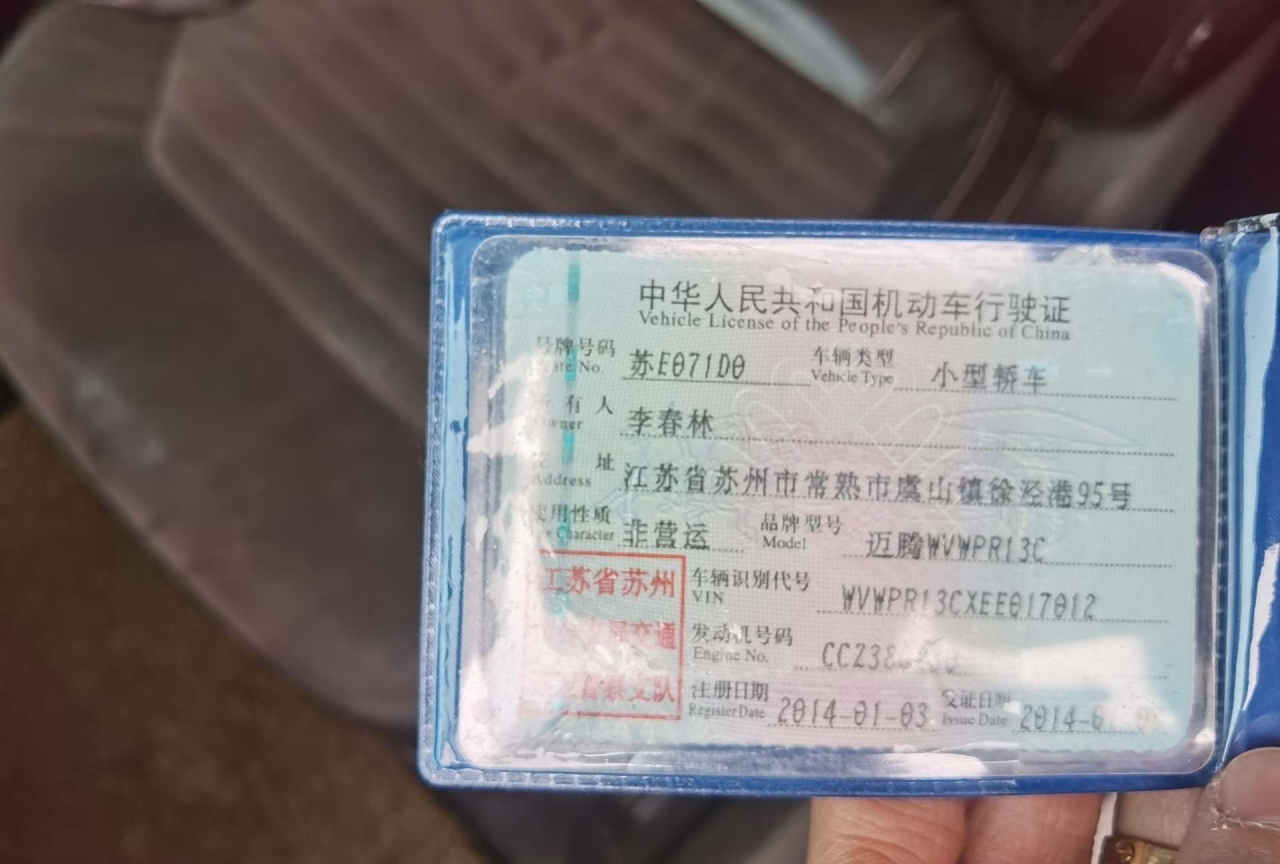 中华人民共和国机动车行驶证
Vehicle License of the People's Republic of China
号牌号码 苏E071D0 车辆类型 小型轿车
No. Vehicle Type
有人 李春林
Owner
址 江苏省苏州市常熟市虞山镇徐泾港95号
Address
使用性质 非营运 品牌型号 迈腾WVWPR13C
Character Model
江苏省苏州 车辆识别代号 WVWPR13CXEE017012
VIN
交通 发动机号码 CC238
Engine No.
支队 注册日期 2014-01-03 发证日期 2014-01
Register Date Issue Date